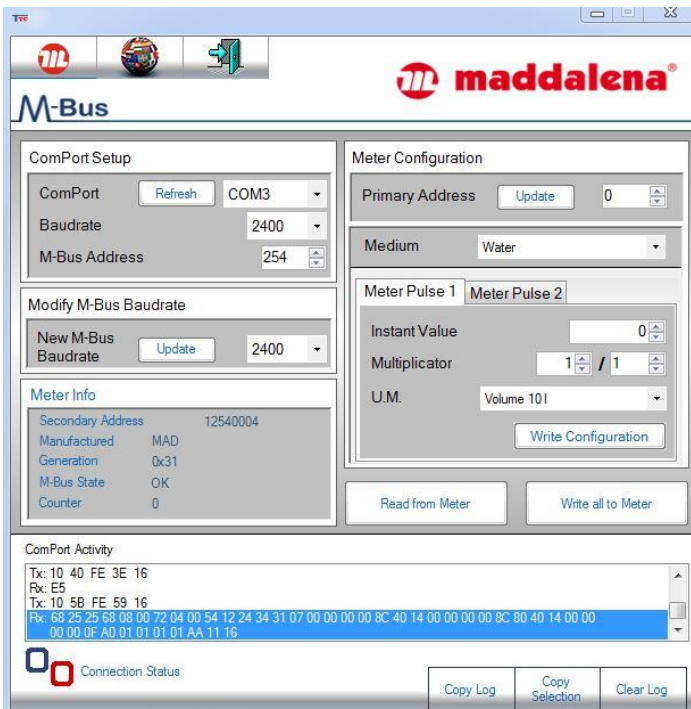 Ttc
m
m maddalena®
M-Bus
ComPort Setup
ComPort Refresh COM3
Baudrate 2400
M-Bus Address 254
Modify M-Bus Baudrate
New M-Bus
Baudrate Update 2400
Meter Info
Secondary Address 12540004
Manufactured MAD
Generation 0x31
M-Bus State OK
Counter 0
Meter Configuration
Primary Address Update 0
Medium Water
Meter Pulse 1 Meter Pulse 2
Instant Value 0
Multiplicator 1 / 1
U.M. Volume 10 l
Write Configuration
Read from Meter Write all to Meter
ComPort Activity
Tx: 10 40 FE 3E 16
Rx: E5
Tx: 10 5B FE 59 16
Rx: 68 25 25 68 08 00 72 04 00 54 12 24 34 31 07 00 00 00 00 8C 40 14 00 00 00 00 8C 80 40 14 00 00
00 00 0F A0 01 01 01 01 AA 11 16
Connection Status
Copy Log Copy
Selection Clear Log